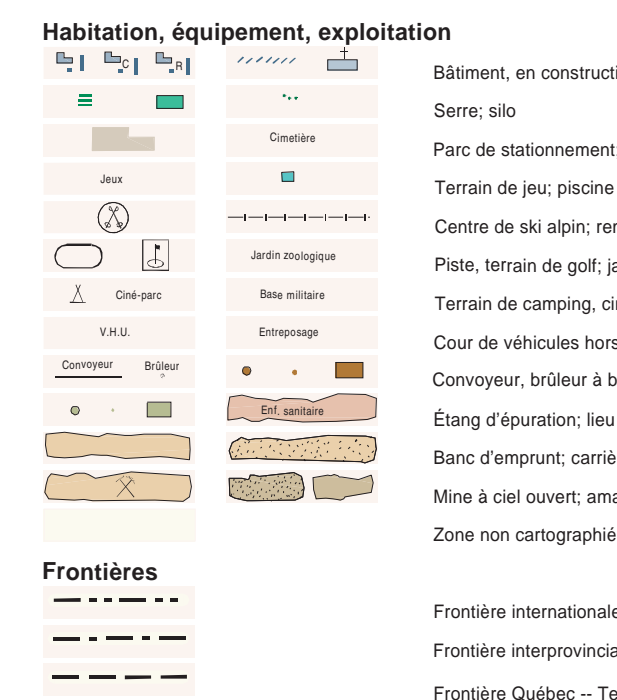 Habitation, équipement, exploitation
C R Bâtiment, en constructi
Serre; silo
Cimetière Parc de stationnement;
Jeux Terrain de jeu; piscine
Centre de ski alpin; rem
Jardin zoologique Piste, terrain de golf; ja
Ciné-parc Base militaire Terrain de camping, cin
V.H.U. Entreposage Cour de véhicules hors
Convoyeur Brûleur Convoyeur, brûleur à b
Enf. sanitaire Étang d'épuration; lieu
Banc d'emprunt; carriè
Mine à ciel ouvert; ama
Zone non cartographié
Frontières
Frontière internationale
Frontière interprovincia
Frontière Québec -- Te